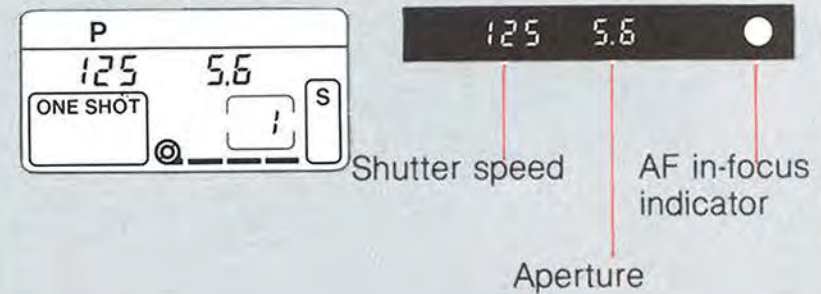 P
125 5.6
ONE SHOT
1
S
125 5.6
Shutter speed
AF in-focus
indicator
Aperture